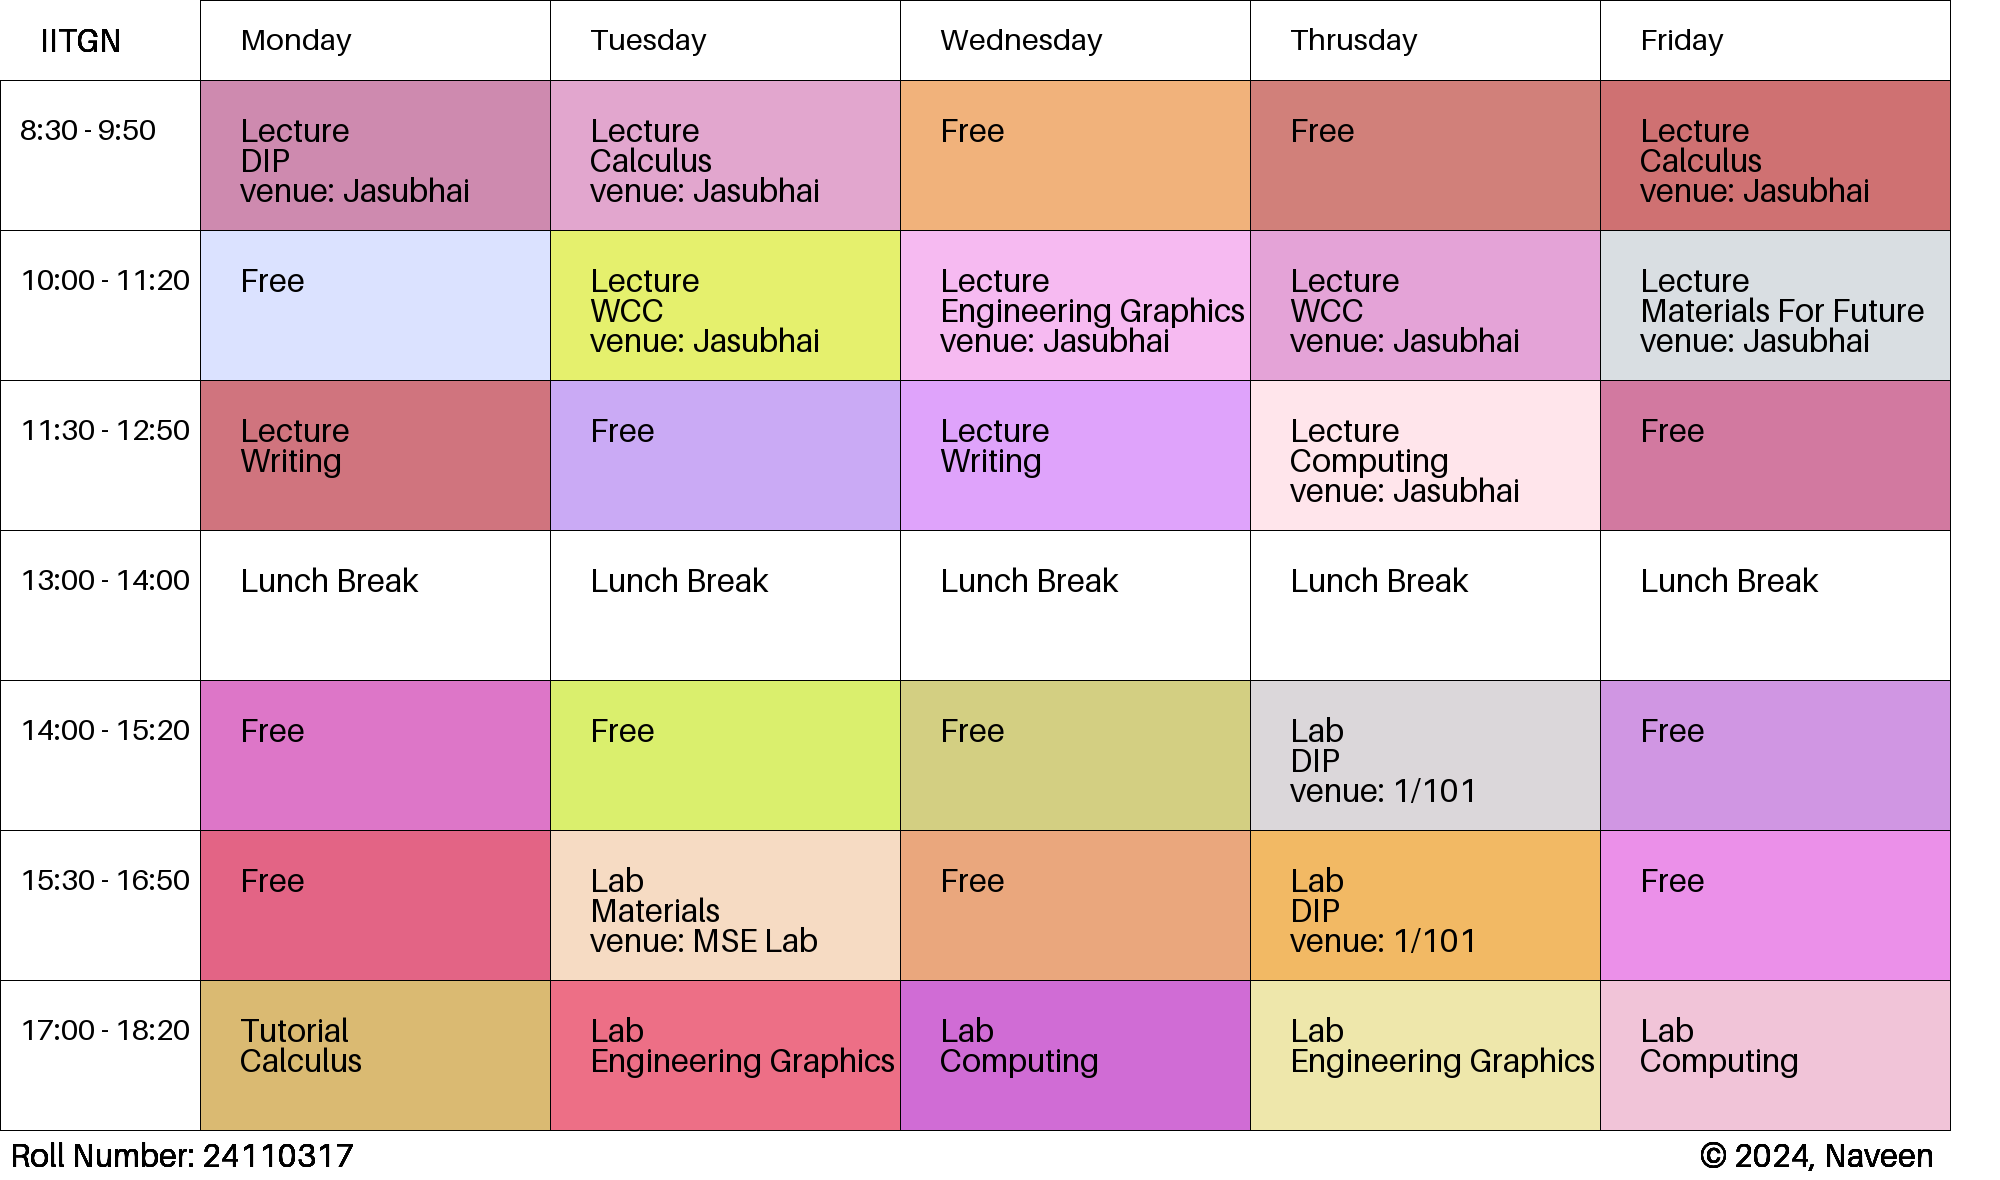 IITGN Monday Tuesday Wednesday Thrusday Friday
8:30 - 9:50
Lecture
DIP
venue: Jasubhai
Lecture
Calculus
venue: Jasubhai
Free
Free
Lecture
Calculus
venue: Jasubhai
10:00 - 11:20
Free
Lecture
WCC
venue: Jasubhai
Lecture
Engineering Graphics
venue: Jasubhai
Lecture
WCC
venue: Jasubhai
Lecture
Materials For Future
venue: Jasubhai
11:30 - 12:50
Lecture
Writing
Free
Lecture
Writing
Lecture
Computing
venue: Jasubhai
Free
13:00 - 14:00
Lunch Break
Lunch Break
Lunch Break
Lunch Break
Lunch Break
14:00 - 15:20
Free
Free
Free
Lab
DIP
venue: 1/101
Free
15:30 - 16:50
Free
Lab
Materials
venue: MSE Lab
Free
Lab
DIP
venue: 1/101
Free
17:00 - 18:20
Tutorial
Calculus
Lab
Engineering Graphics
Lab
Computing
Lab
Engineering Graphics
Lab
Computing
Roll Number: 24110317
© 2024, Naveen